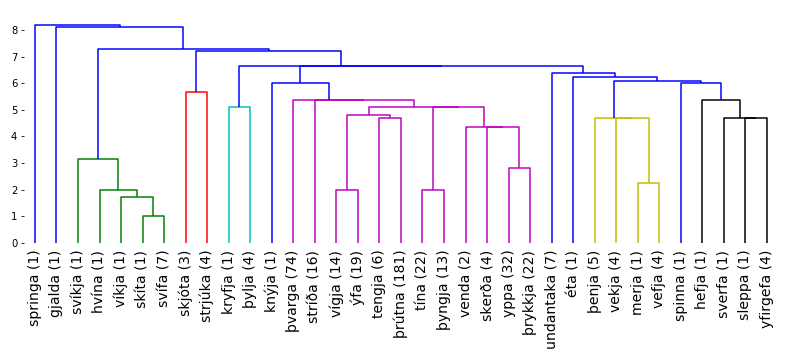 8
7
6
5
4
3
2
1
0
springa (1)
gjalda (1)
svikja (1)
hvína (1)
víkja (1)
skíta (1)
svífa (7)
skjóta (3)
strjúka (4)
kryfja (1)
þylja (4)
knýja (1)
þvarga (74)
stríða (16)
vígja (14)
ýfa (19)
tengja (6)
þrútna (181)
tína (22)
þyngja (13)
venda (2)
skerða (4)
yppa (32)
þrykkja (22)
undantaka (7)
éta (1)
þenja (5)
vekja (4)
merja (1)
vefja (4)
spinna (1)
hefja (1)
sverfa (1)
sleppa (1)
yfirgefa (4)